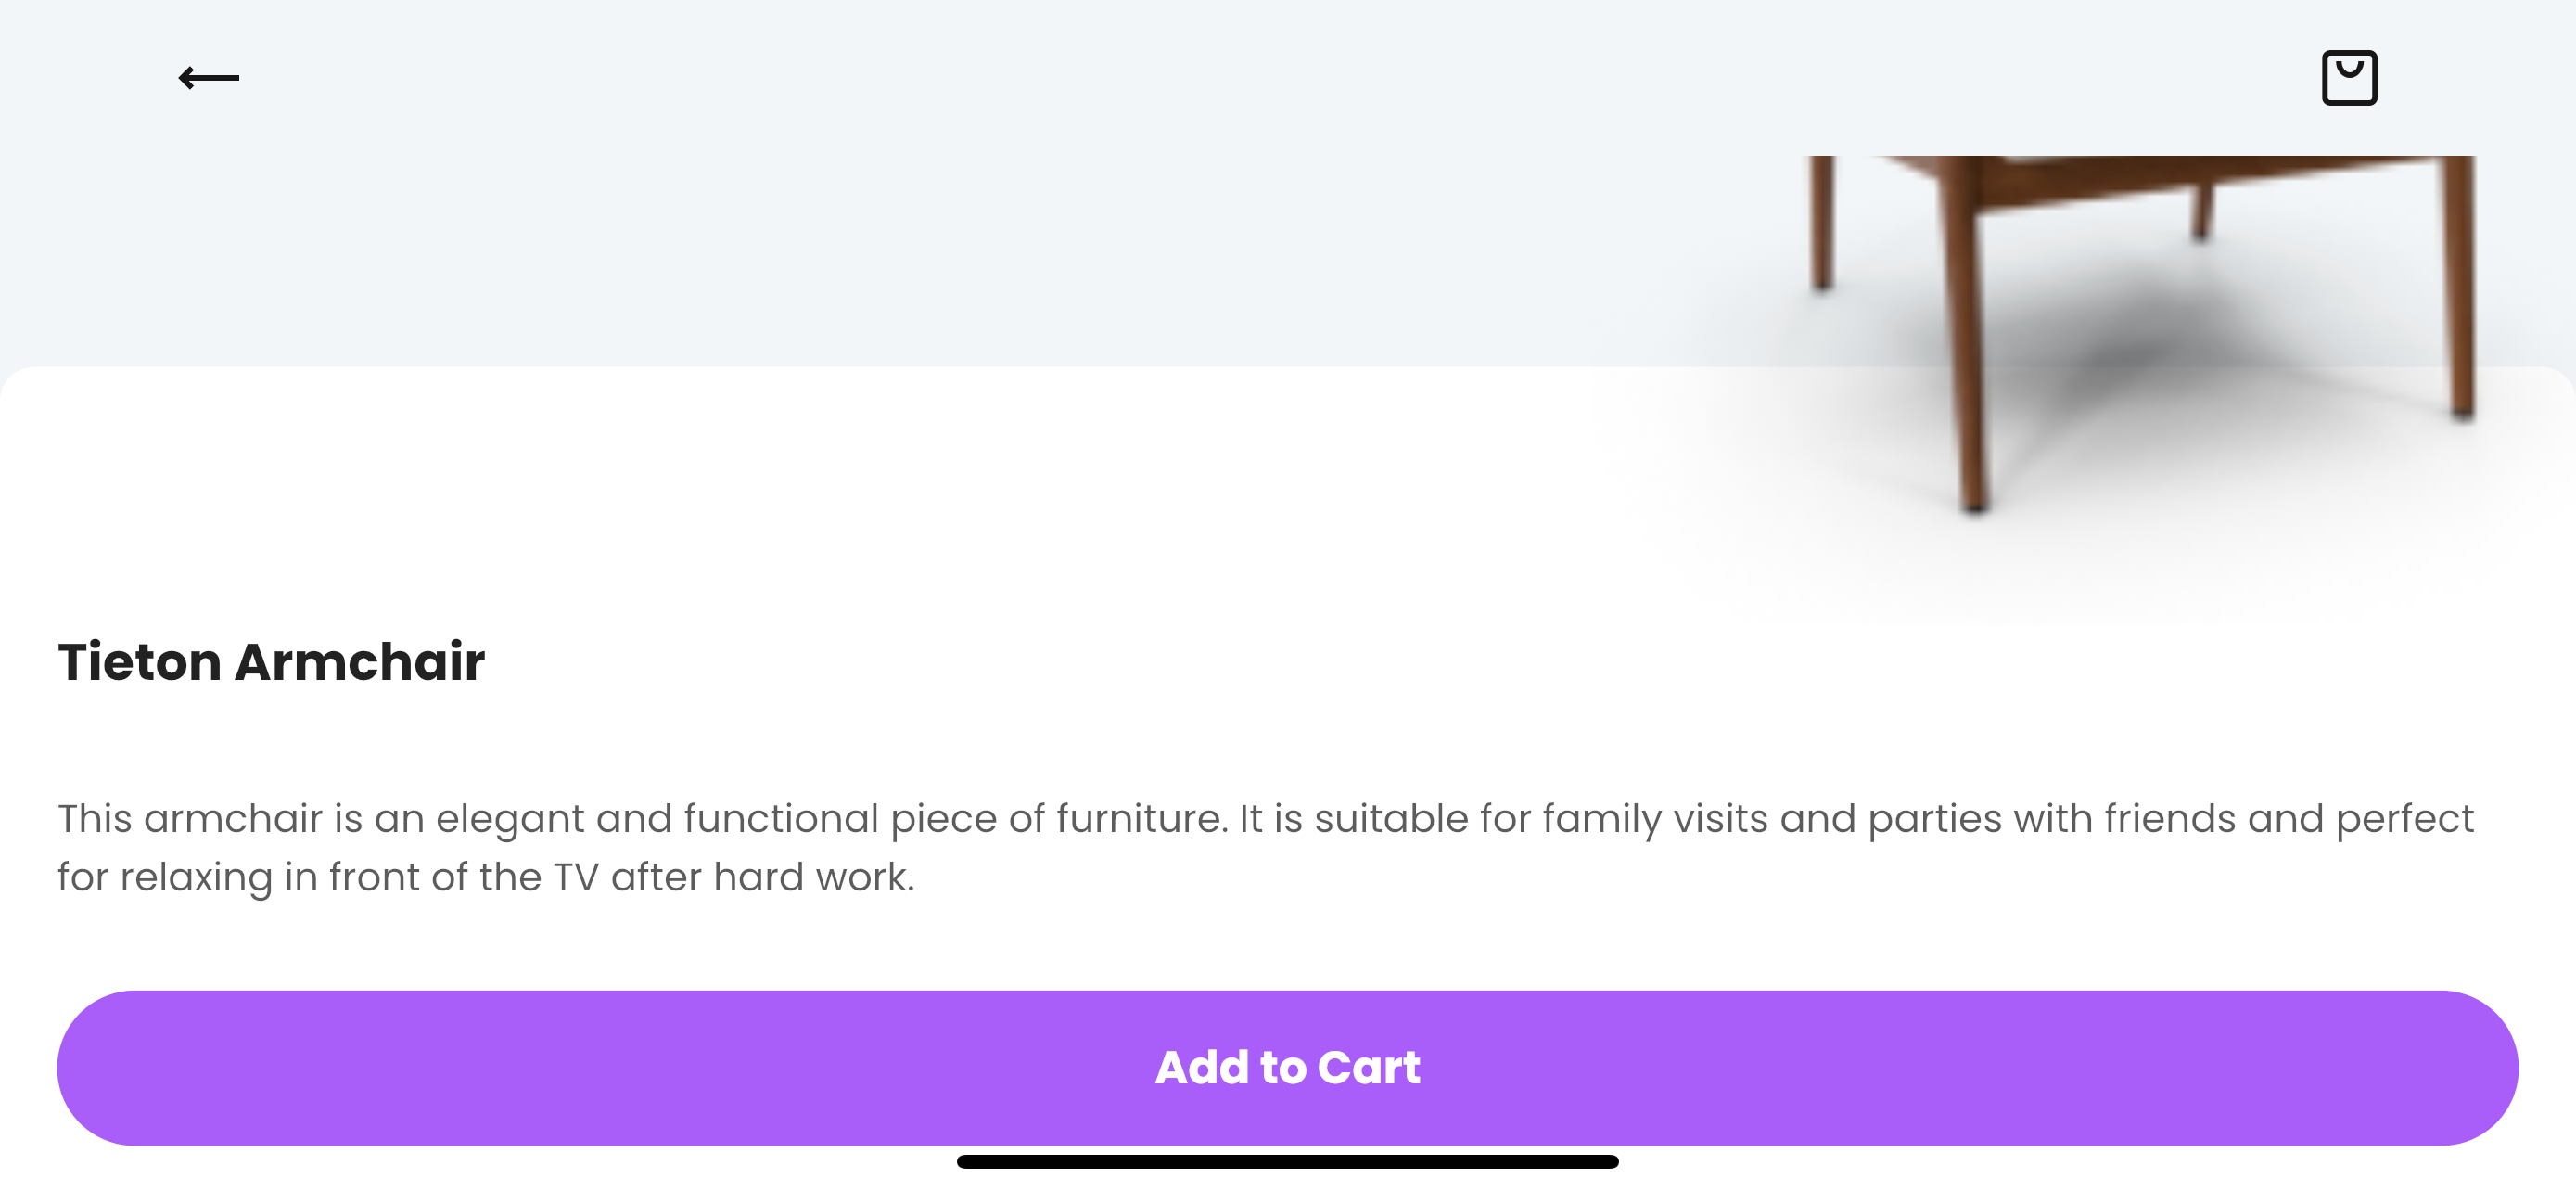 Tieton Armchair
This armchair is an elegant and functional piece of furniture. It is suitable for family visits and parties with friends and perfect
for relaxing in front of the TV after hard work.
Add to Cart